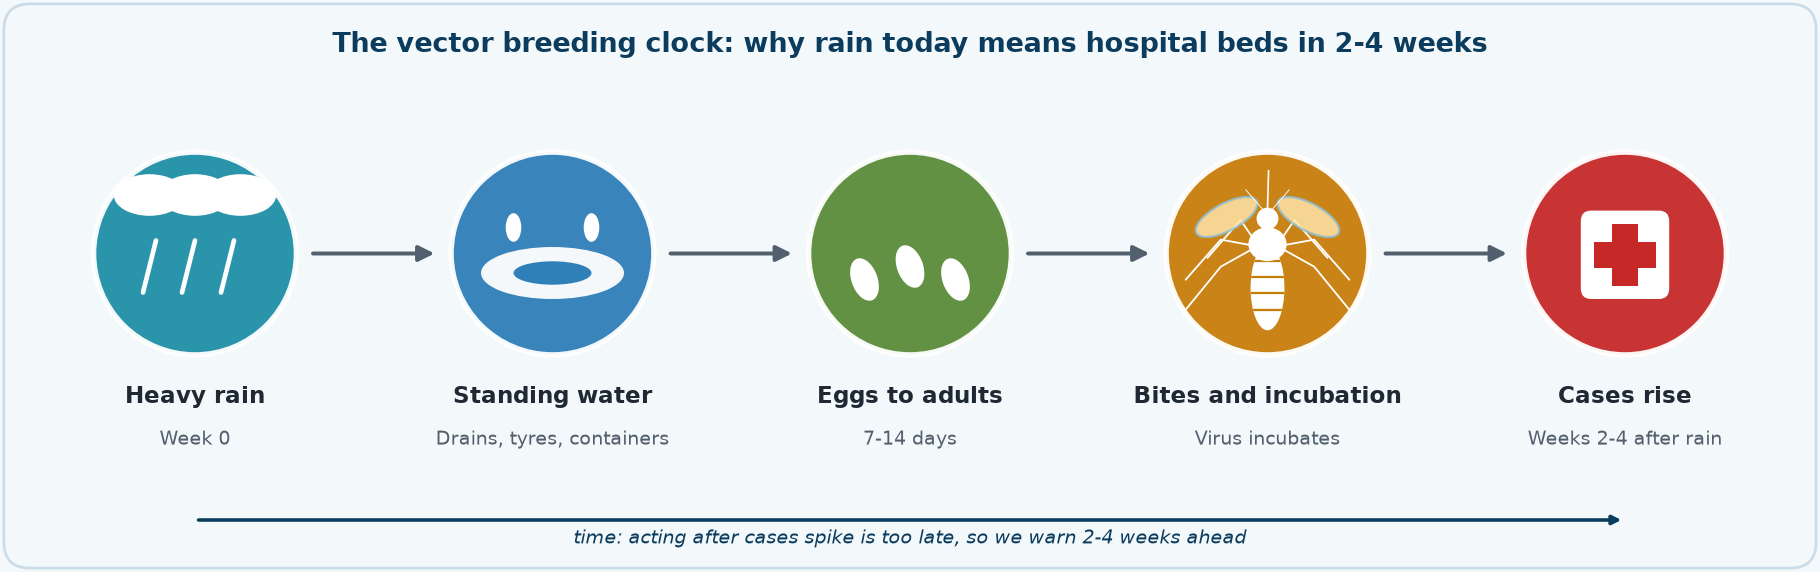 The vector breeding clock: why rain today means hospital beds in 2-4 weeks
Heavy rain
Week 0
Standing water
Drains, tyres, containers
Eggs to adults
7-14 days
Bites and incubation
Virus incubates
Cases rise
Weeks 2-4 after rain
time: acting after cases spike is too late, so we warn 2-4 weeks ahead